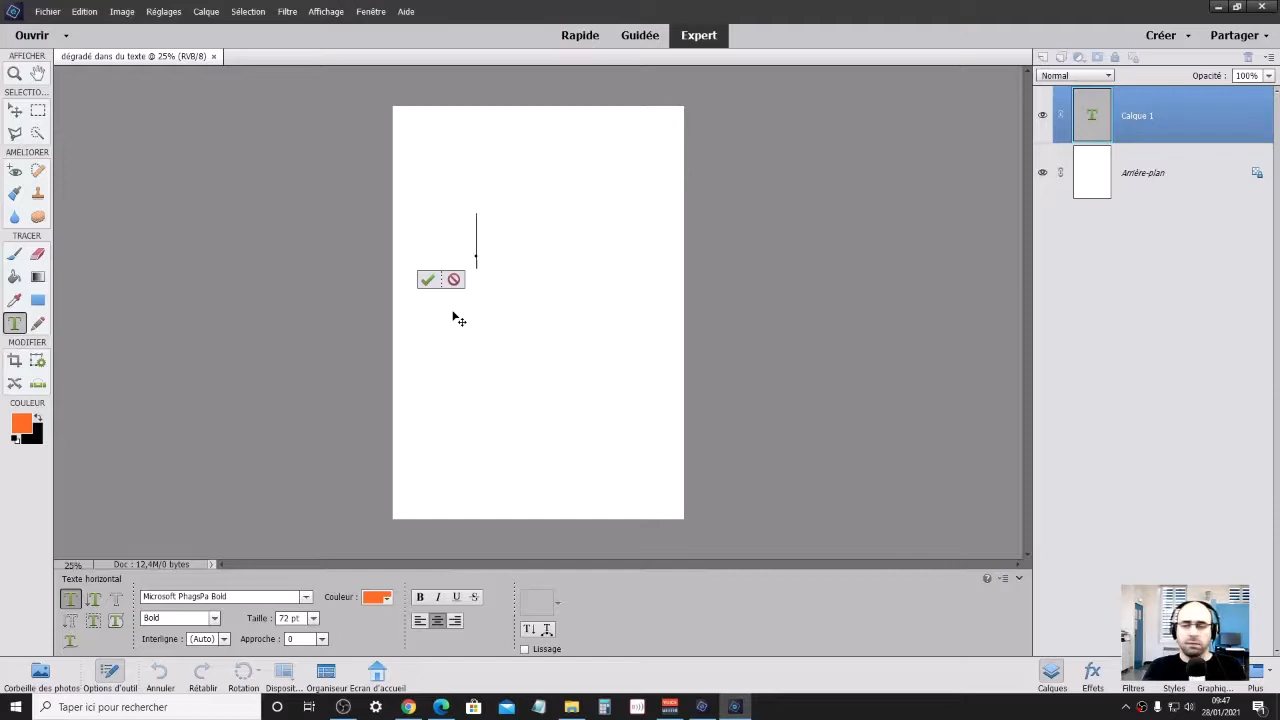 Fichier Edition Image Réglages Calque Sélection Filtre Affichage Fenêtre Aide
Ouvrir Rapide Guidée Expert Créer Partager
AFFICHER
dégradé dans du texte @ 25% (RVB/8) ×
Normal Opacité : 100%
SELECTIO...
T Calque 1
AMELIORER
Arrière-plan
TRACER
T
MODIFIER
COULEUR
25% Doc : 12,4M/0 bytes
Texte horizontal
Microsoft PhagsPa Bold Couleur : B I U S
Bold Taille : 72 pt
Interligne : (Auto) Approche : 0
Lissage
Corbeille des photos Options d'outil Annuler Rétablir Rotation Disposit... Organiseur Ecran d'accueil Calques Effets Filtres Styles Graphiq... Plus
Taper ici pour rechercher
09:47
28/01/2021